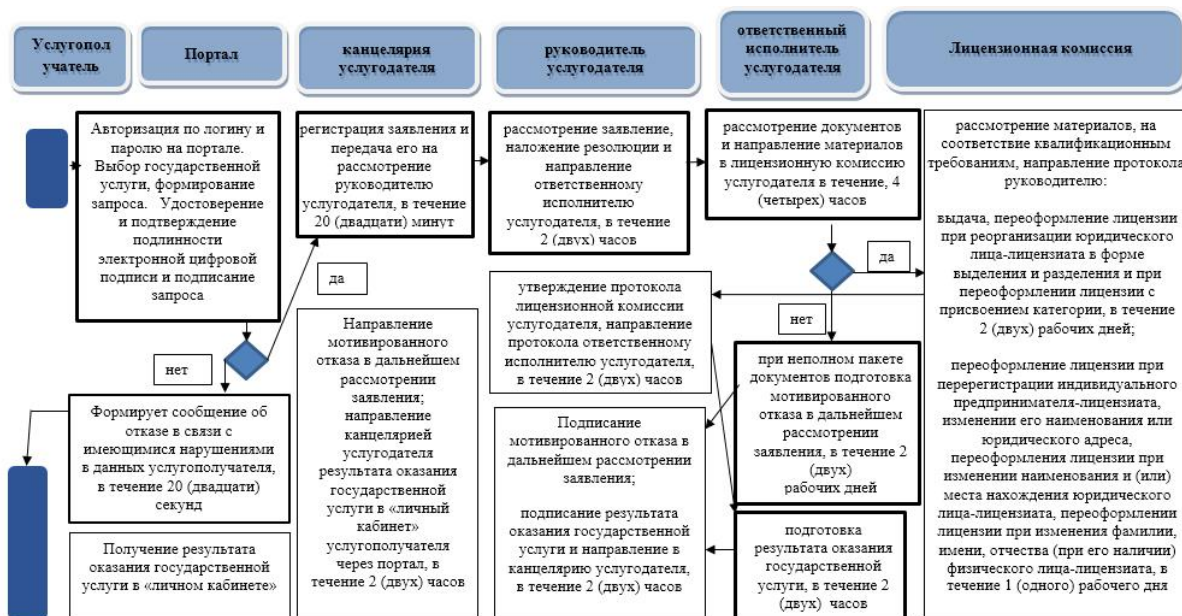 Услугопол
учатель
Портал
канцелярия
услугодателя
руководитель
услугодателя
ответственный
исполнитель
услугодателя
Лицензионная комиссия
Авторизация по логину и
паролю на портале.
Выбор государственной
услуги, формирование
запроса. Удостоверение
и подтверждение
подлинности
электронной цифровой
подписи и подписание
запроса
регистрация заявления и
передача его на
рассмотрение
руководителю
услугодателя, в течение
20 (двадцати) минут
рассмотрение заявление,
наложение резолюции и
направление
ответственному
исполнителю
услугодателя, в течение
2 (двух) часов
рассмотрение документов
и направление материалов
в лицензионную комиссию
услугодателя в течение, 4
(четырех) часов
рассмотрение материалов, на
соответствие квалификационным
требованиям, направление протокола
руководителю:
выдача, переоформление лицензии
при реорганизации юридического
лица-лицензиата в форме
выделения и разделения и при
переоформлении лицензии с
присвоением категории, в течение
2 (двух) рабочих дней;
переоформление лицензии при
перерегистрации индивидуального
предпринимателя-лицензиата,
изменении его наименования или
юридического адреса,
переоформления лицензии при
изменении наименования и (или)
места нахождения юридического
лица-лицензиата, переоформлении
лицензии при изменения фамилии,
имени, отчества (при его наличии)
физического лица-лицензиата, в
течение 1 (одного) рабочего дня
да
да
нет
нет
Формирует сообщение об
отказе в связи с
имеющимися нарушениями
в данных услугополучателя,
в течение 20 (двадцати)
секунд
Получение результата
оказания государственной
услуги в «личном кабинете»
Направление
мотивированного
отказа в дальнейшем
рассмотрении
заявления;
направление
канцелярией
услугодателя
результата оказания
государственной
услуги в «личный
кабинет»
услугополучателя
через портал, в
течение 2 (двух) часов
утверждение протокола
лицензионной комиссии
услугодателя, направление
протокола ответственному
исполнителю услугодателя,
в течение 2 (двух) часов
Подписание
мотивированного отказа в
дальнейшем рассмотрении
заявления;
подписание результата
оказания государственной
услуги и направление в
канцелярию услугодателя,
в течение 2 (двух) часов
при неполном пакете
документов подготовка
мотивированного
отказа в дальнейшем
рассмотрении
заявления, в течение 2
(двух)
рабочих дней
подготовка
результата оказания
государственной
услуги, в течение 2
(двух) часов